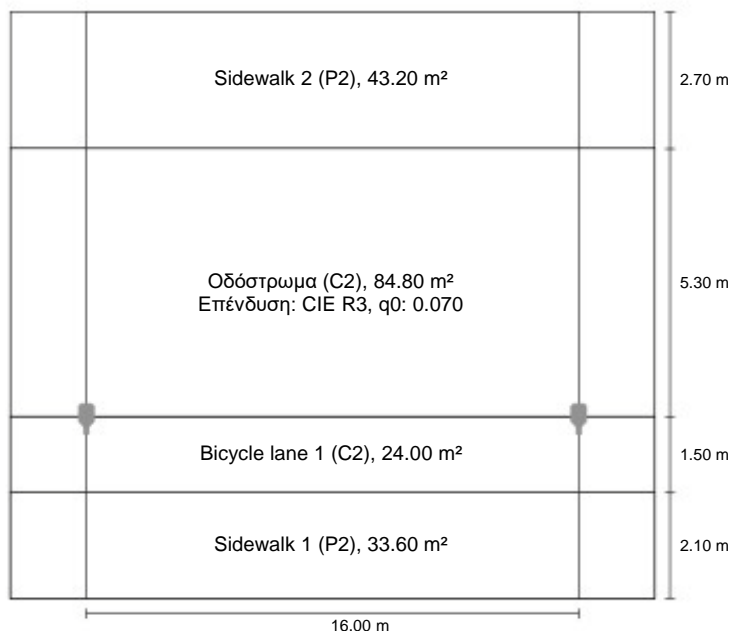 Sidewalk 2 (P2), 43.20 m²
2.70 m
Οδόστρωμα (C2), 84.80 m²
Επένδυση: CIE R3, q0: 0.070
5.30 m
Bicycle lane 1 (C2), 24.00 m²
1.50 m
Sidewalk 1 (P2), 33.60 m²
2.10 m
16.00 m